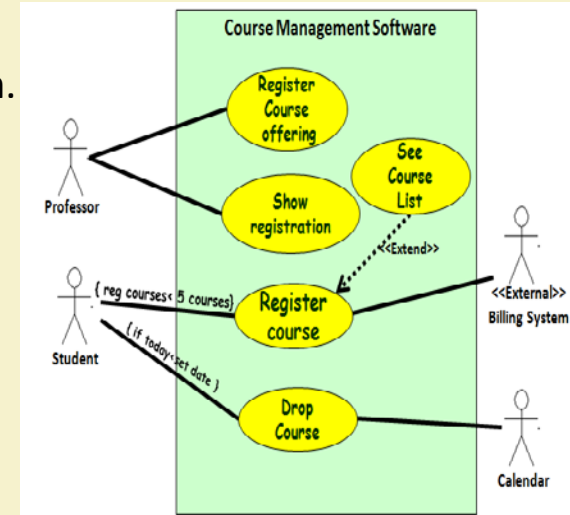 Course Management Software
n.
Register
Course
offering
See
Course
List
Professor
Show
registration
<<Extend>>
{ reg courses< 5 courses}
Register
course
<<External>>
Billing System
Student
{ if today<set date }
Drop
Course
Calendar